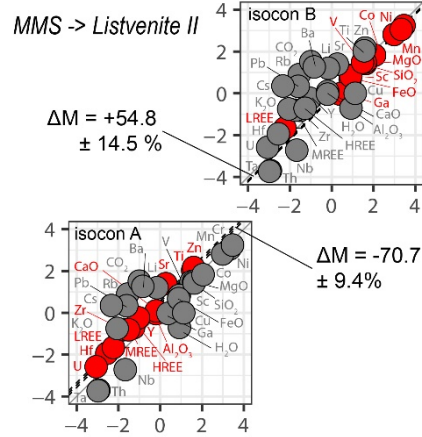 MMS -> Listvenite II
isocon B
V
Co
Ni
Ti
Zn
Sr
Ba
Li
CO₂
Rb
Pb
Cs
Mn
MgO
SiO₂
Sc
FeO
K₂O
Cu
Ga
CaO
LREE
Hf
Y
H₂O
Al₂O₃
U
Zr
HREE
MREE
Ta
Th
Nb
4
2
0
−2
−4
−4
−2
0
2
4
ΔM = +54.8
± 14.5 %
ΔM = -70.7
± 9.4%
isocon A
V
Mn
Cr
Zn
Ti
Ba
Li
Sr
CO₂
CaO
Rb
Pb
Cs
Ni
Co
MgO
SiO₂
Sc
Zr
K₂O
LREE
Hf
U
Y
Cu
FeO
Ga
Al₂O₃
H₂O
MREE
HREE
Nb
Ta
Th
4
2
0
−2
−4
−4
−2
0
2
4